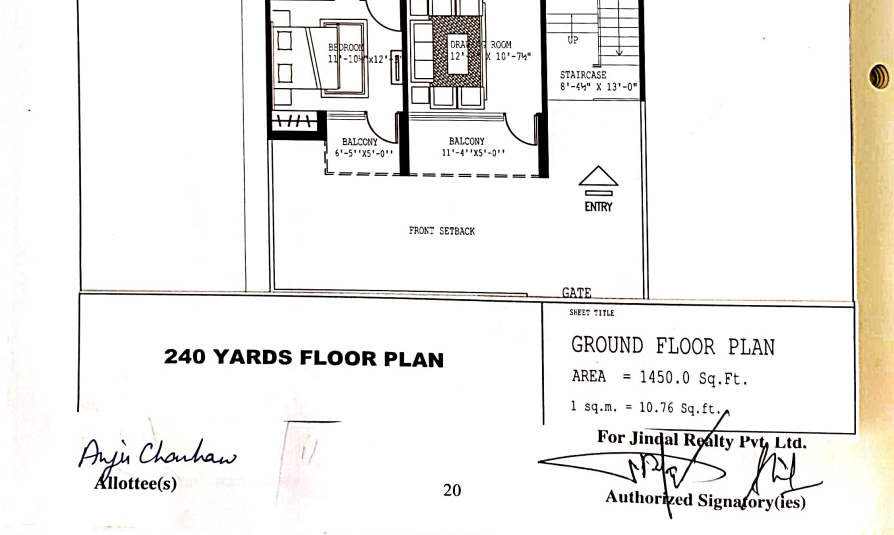 BEDROOM
11'-10½"x12'-
DRAWING ROOM
12'- X 10'-7½"
UP
STAIRCASE
8'-4½" X 13'-0"
BALCONY
6'-5''X5'-0''
BALCONY
11'-4''X5'-0''
ENTRY
FRONT SETBACK
GATE
SHEET TITLE
240 YARDS FLOOR PLAN
GROUND FLOOR PLAN
AREA = 1450.0 Sq.Ft.
1 sq.m. = 10.76 Sq.ft.
For Jindal Realty Pvt. Ltd.
Anju Chauhan
Allottee(s)
20
Authorized Signatory(ies)